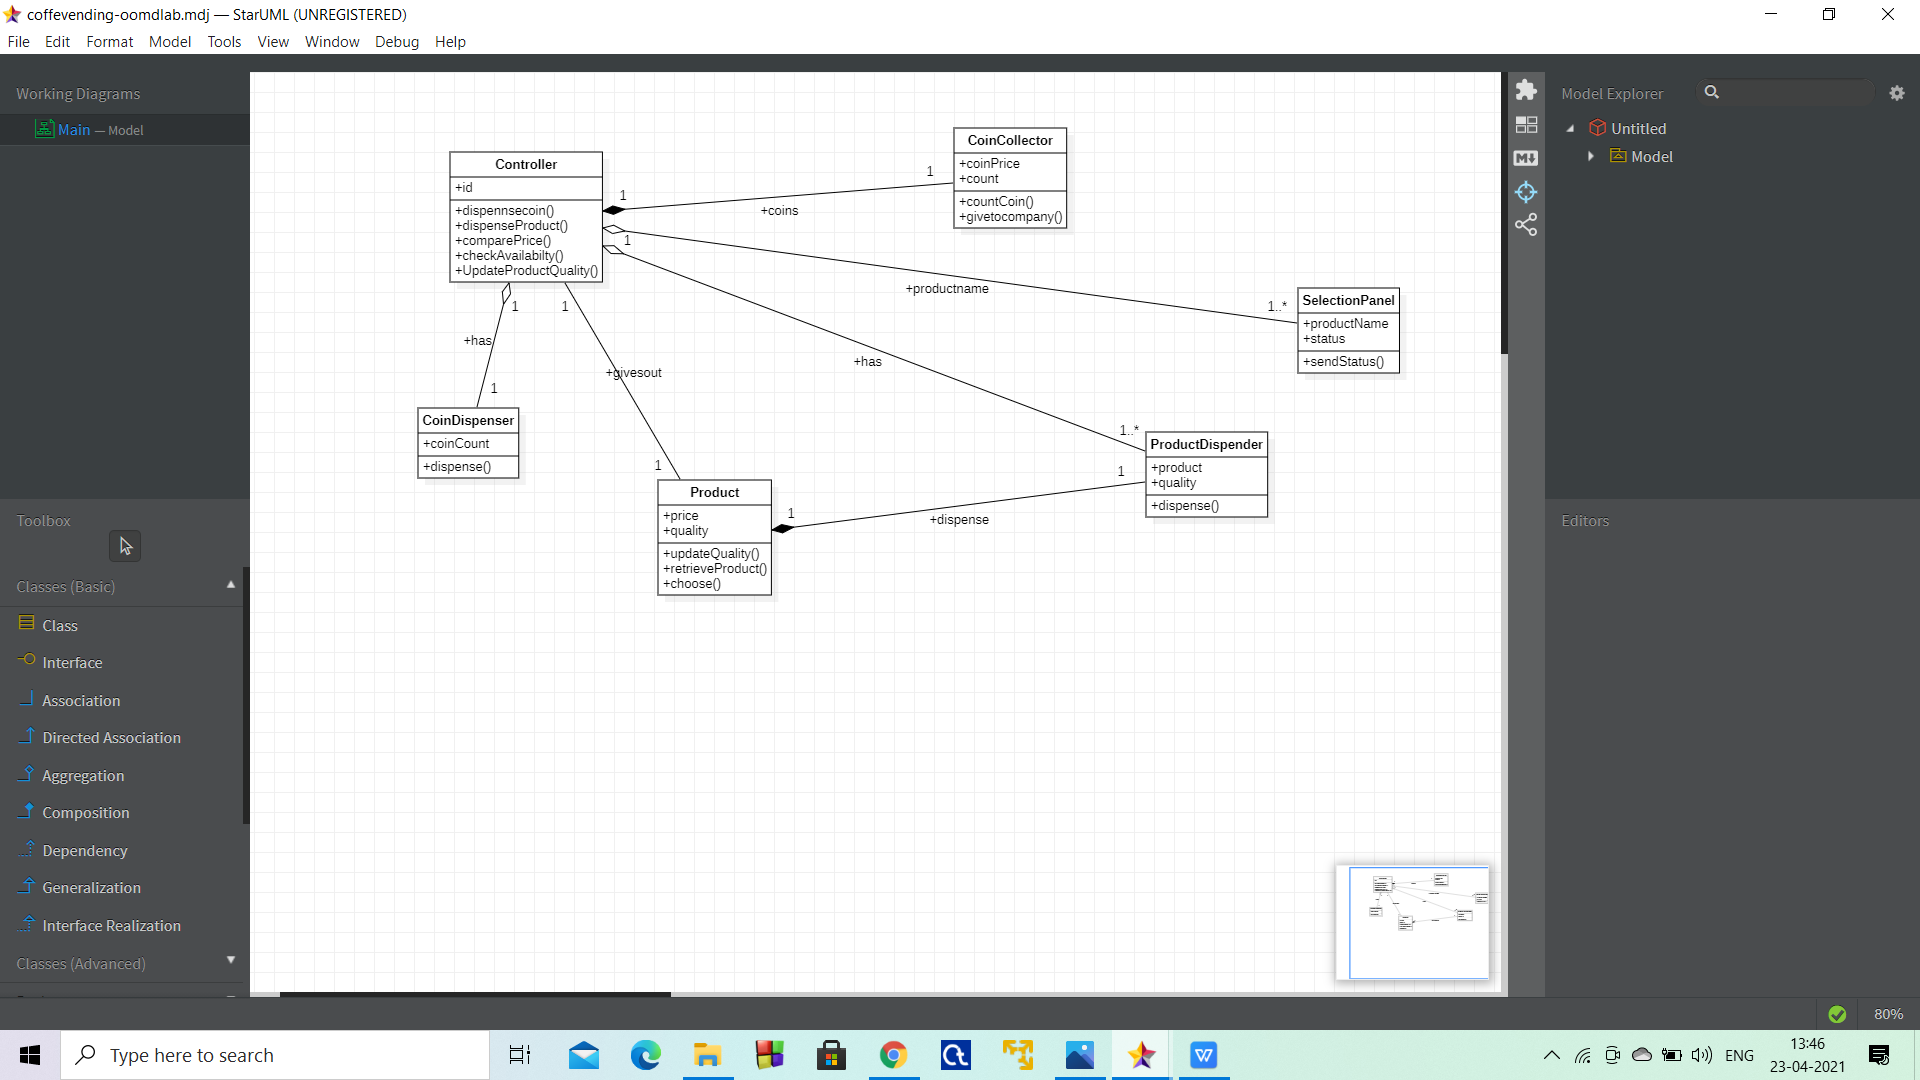 coffevending-oomdlab.mdj — StarUML (UNREGISTERED)
File Edit Format Model Tools View Window Debug Help
Working Diagrams
Main — Model
Controller
+id
+dispennsecoin()
+dispenseProduct()
+comparePrice()
+checkAvailabilty()
+UpdateProductQuality()
CoinCollector
+coinPrice
+count
+countCoin()
+givetocompany()
1
1
+coins
1
+productname
1..*
SelectionPanel
+productName
+status
+sendStatus()
1
1
+has
+givesout
+has
1
CoinDispenser
+coinCount
+dispense()
1..*
1
ProductDispender
+product
+quality
+dispense()
1
Product
+price
+quality
+updateQuality()
+retrieveProduct()
+choose()
1
+dispense
Model Explorer
Untitled
Model
Editors
Toolbox
Classes (Basic)
Class
Interface
Association
Directed Association
Aggregation
Composition
Dependency
Generalization
Interface Realization
Classes (Advanced)
80%
Type here to search
ENG
13:46
23-04-2021